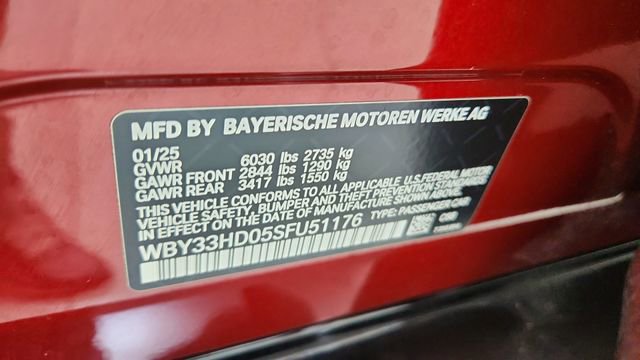 MFD BY BAYERISCHE MOTOREN WERKE AG
01/25
GVWR 6030 lbs 2735 kg
GAWR FRONT 2844 lbs 1290 kg
GAWR REAR 3417 lbs 1550 kg
THIS VEHICLE CONFORMS TO ALL APPLICABLE U.S. FEDERAL MOTOR
VEHICLE SAFETY, BUMPER AND THEFT PREVENTION STANDARDS
IN EFFECT ON THE DATE OF MANUFACTURE SHOWN ABOVE.
WBY33HD05SFU51176 TYPE: PASSENGER CAR
C5B